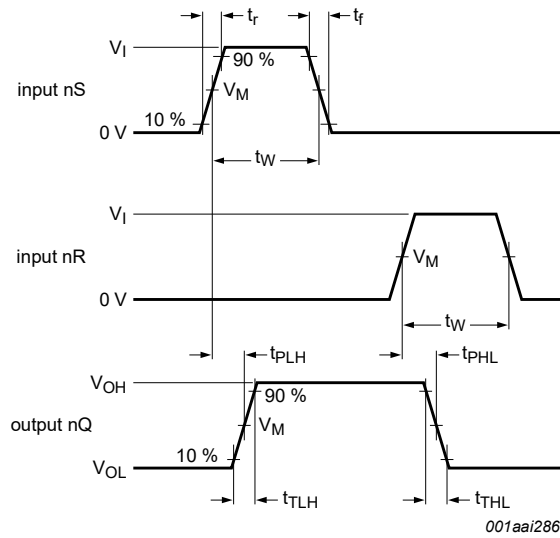 tr tf
VI
90 %
input nS VM
10 %
0 V
tW
VI
input nR VM
0 V
tW
tPLH tPHL
VOH
90 %
output nQ VM
10 %
VOL
tTLH tTHL
001aai286